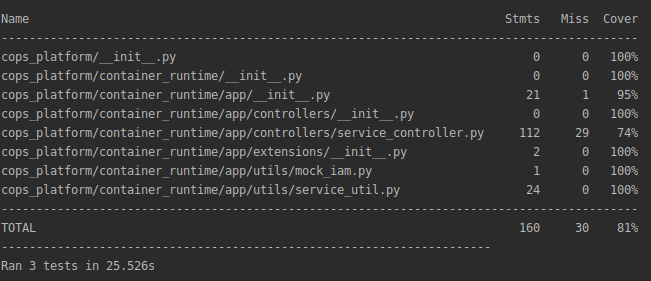 Name Stmts Miss Cover
-------------------------------------------------------------------------------------------
cops_platform/__init__.py 0 0 100%
cops_platform/container_runtime/__init__.py 0 0 100%
cops_platform/container_runtime/app/__init__.py 21 1 95%
cops_platform/container_runtime/app/controllers/__init__.py 0 0 100%
cops_platform/container_runtime/app/controllers/service_controller.py 112 29 74%
cops_platform/container_runtime/app/extensions/__init__.py 2 0 100%
cops_platform/container_runtime/app/utils/mock_iam.py 1 0 100%
cops_platform/container_runtime/app/utils/service_util.py 24 0 100%
-------------------------------------------------------------------------------------------
TOTAL 160 30 81%
----------------------------------------------------------------------
Ran 3 tests in 25.526s